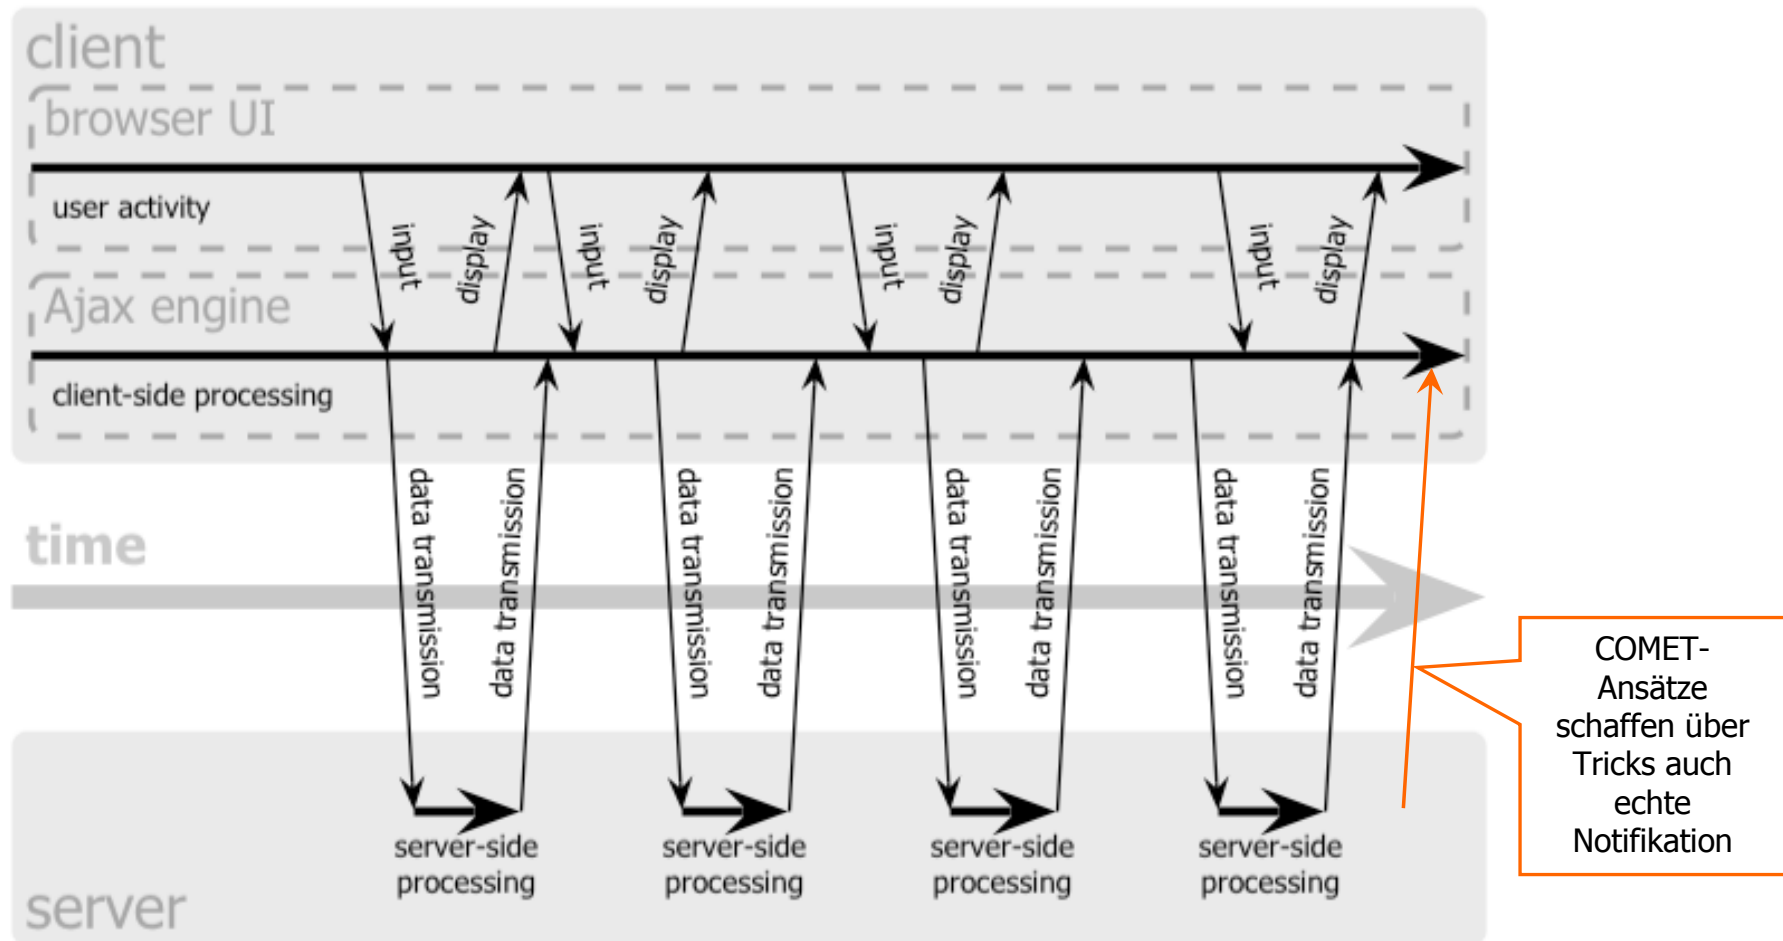 client
browser UI
user activity
input
display
input
display
input
display
input
display
Ajax engine
client-side processing
data transmission
data transmission
data transmission
data transmission
data transmission
data transmission
data transmission
data transmission
time
COMET-
Ansätze
schaffen über
Tricks auch
echte
Notifikation
server-side
processing
server-side
processing
server-side
processing
server-side
processing
server